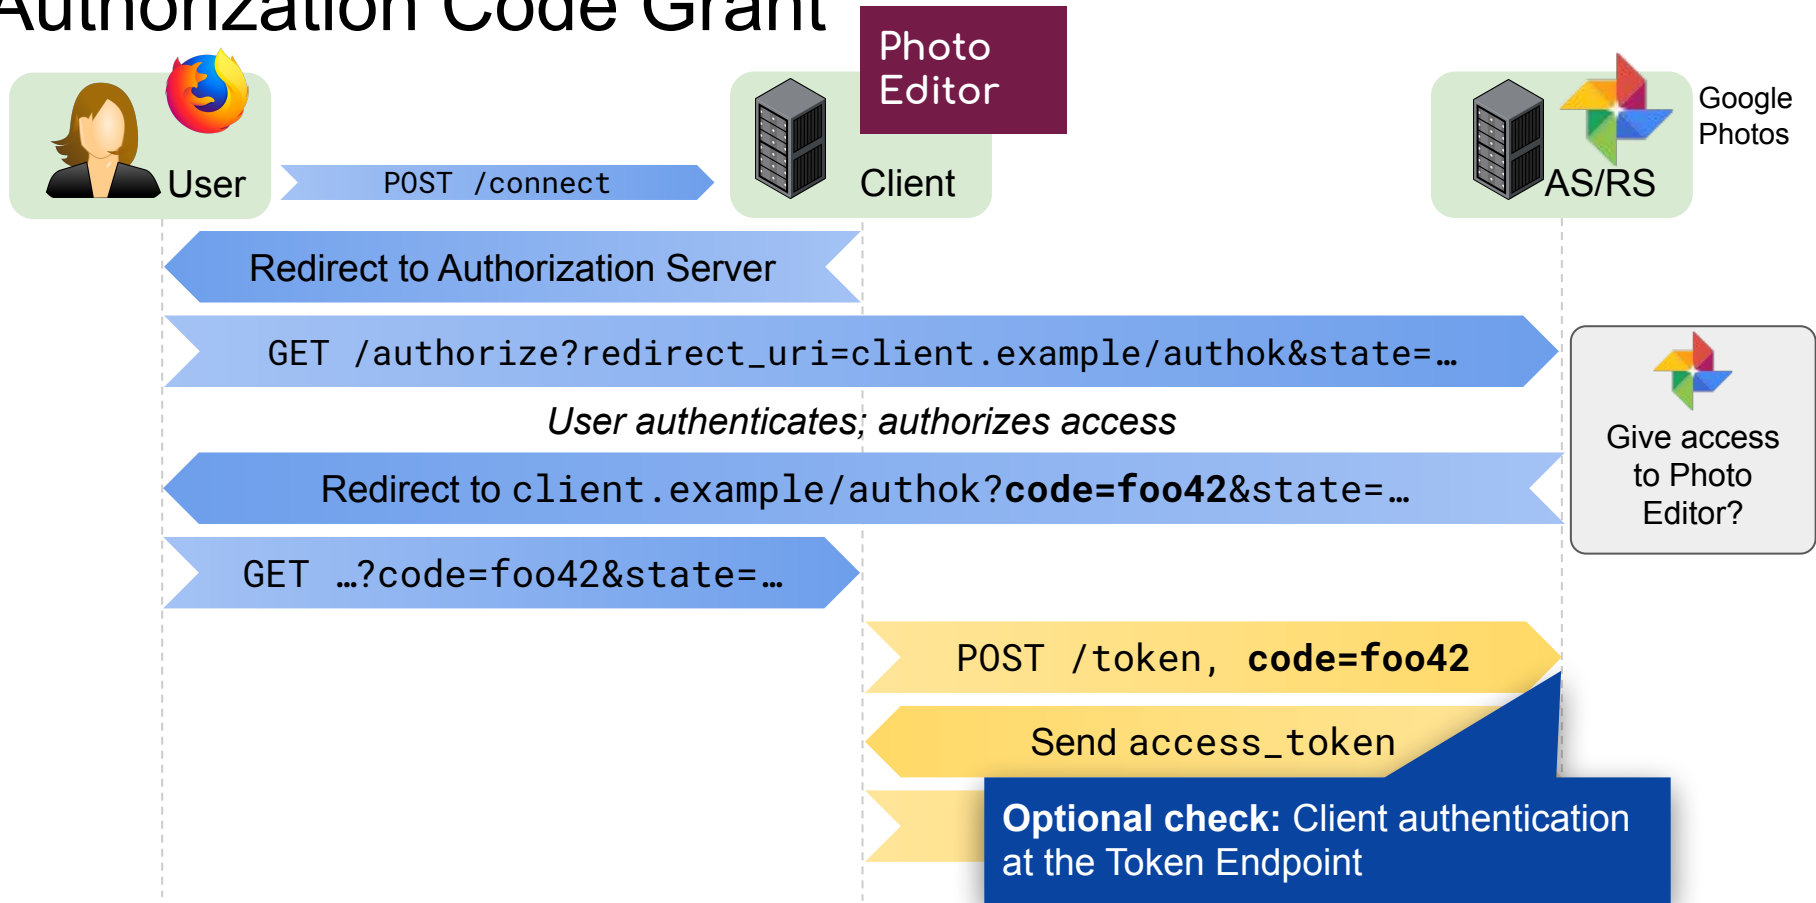 Authorization Code Grant
Photo
Editor
Google
Photos
User
POST /connect
Client
AS/RS
Redirect to Authorization Server
GET /authorize?redirect_uri=client.example/authok&state=…
User authenticates; authorizes access
Give access
to Photo
Editor?
Redirect to client.example/authok?code=foo42&state=…
GET …?code=foo42&state=…
POST /token, code=foo42
Send access_token
Optional check: Client authentication
at the Token Endpoint